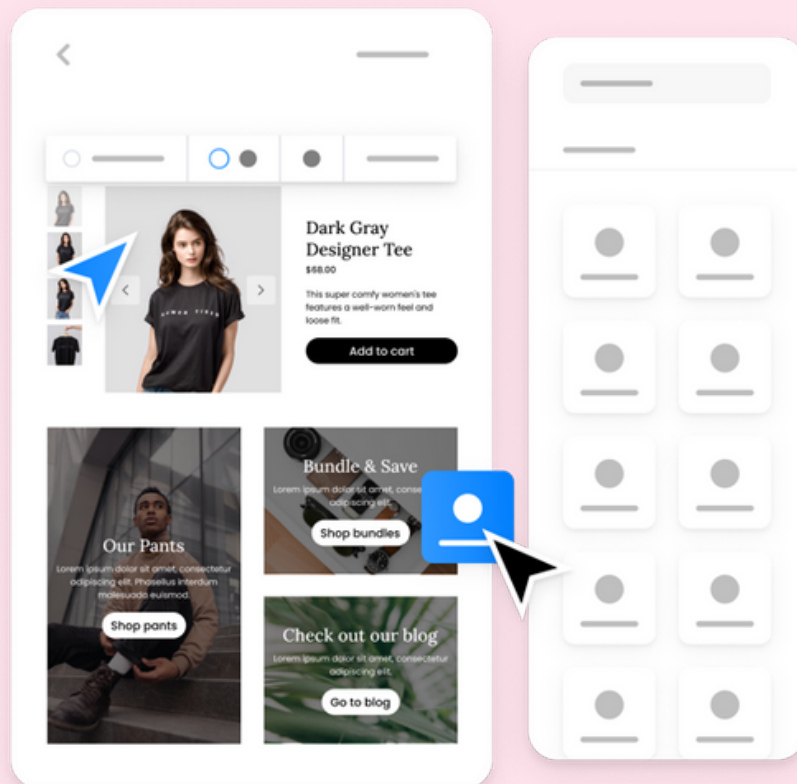 Dark Gray
Designer Tee
$68.00
This super comfy women's tee
features a well-worn feel and
loose fit.
Add to cart
Our Pants
Lorem ipsum dolor sit amet, consectetur
adipiscing elit. Phasellus interdum
malesuada euismod.
Shop pants
Bundle & Save
Lorem ipsum dolor sit amet,
adipiscing elit.
Shop bundles
Check out our blog
Lorem ipsum dolor sit amet, consectetur
adipiscing elit.
Go to blog